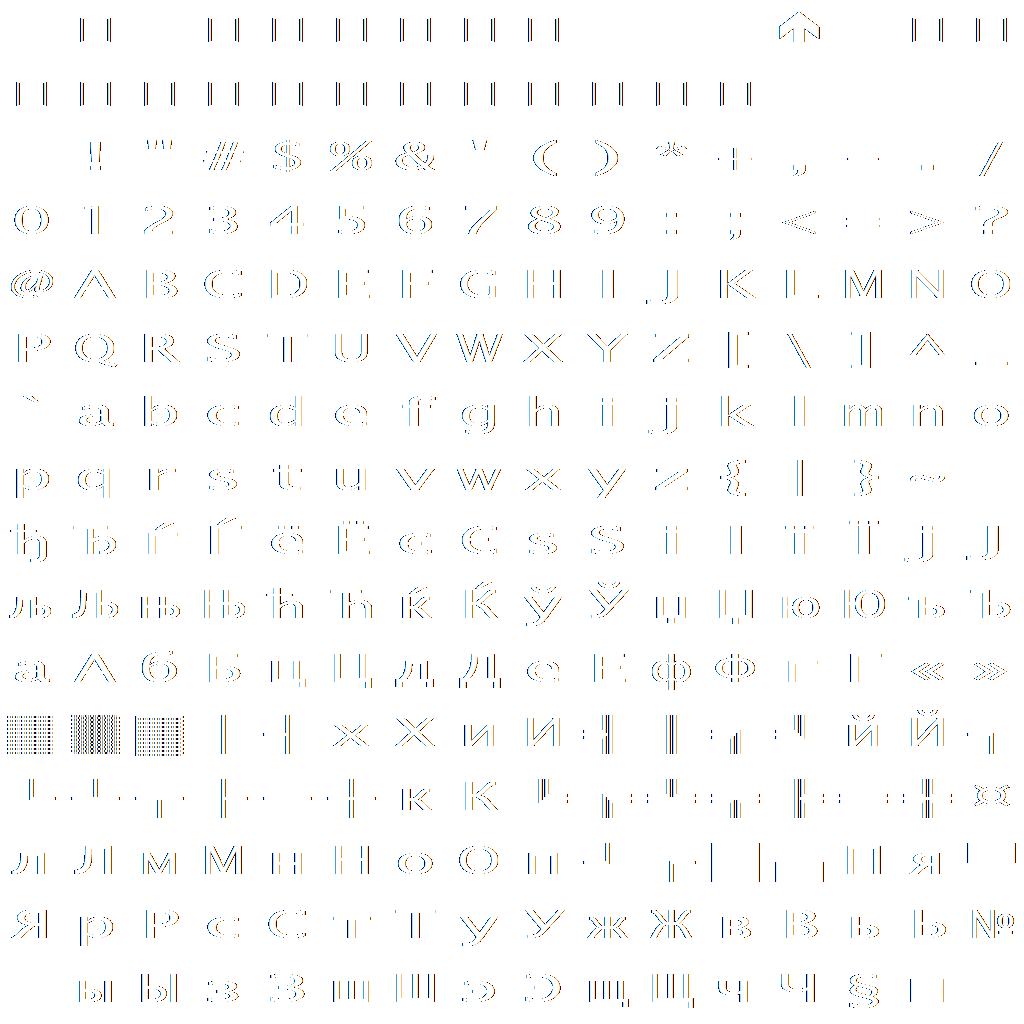 ↑
! " # $ % & ' ( ) * + , - . /
0 1 2 3 4 5 6 7 8 9 : ; < = > ?
@ A B C D E F G H I J K L M N O
P Q R S T U V W X Y Z [ \ ] ^ _
` a b c d e f g h i j k l m n o
p q r s t u v w x y z { | } ~
ђ Ђ ѓ Ѓ ё Ё є Є ѕ Ѕ і І ї Ї ј Ј
љ Љ њ Њ ћ Ћ ќ Ќ ў Ў џ Џ ю Ю ъ Ъ
а А б Б ц Ц д Д е Е ф Ф г Г « »
░ ▒ ▓ │ ┤ х Х и И ╣ ║ ╗ ╝ й Й ┐
└ ┴ ┬ ├ ─ ┼ к К ╚ ╔ ╩ ╦ ╠ ═ ╬ ¤
л Л м М н Н о О п ┘ ┌ █ ▄ П я ▀
Я р Р с С т Т у У ж Ж в В ь Ь №
ы Ы з З ш Ш э Э щ Щ ч Ч § ■